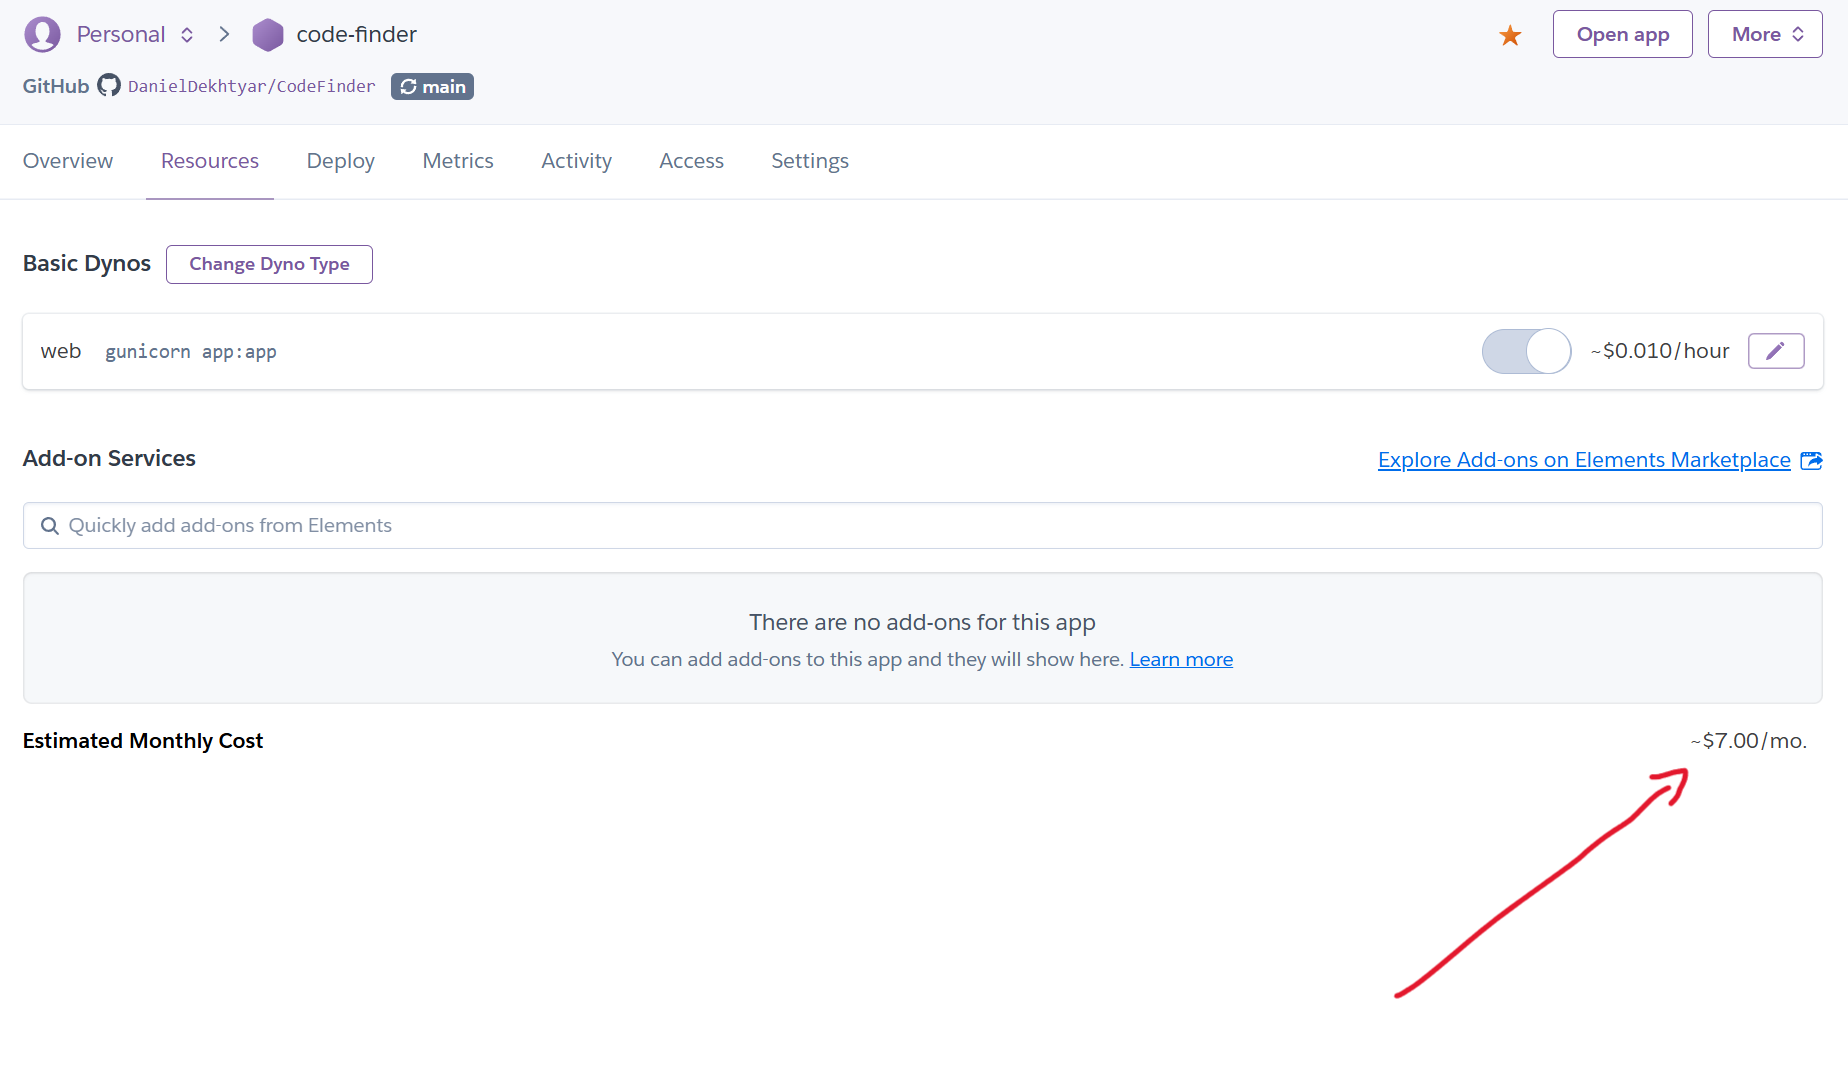 Personal code-finder Open app More
GitHub DanielDekhtyar/CodeFinder main
Overview Resources Deploy Metrics Activity Access Settings
Basic Dynos Change Dyno Type
web gunicorn app:app ~$0.010/hour
Add-on Services Explore Add-ons on Elements Marketplace
Quickly add add-ons from Elements
There are no add-ons for this app
You can add add-ons to this app and they will show here. Learn more
Estimated Monthly Cost ~$7.00/mo.